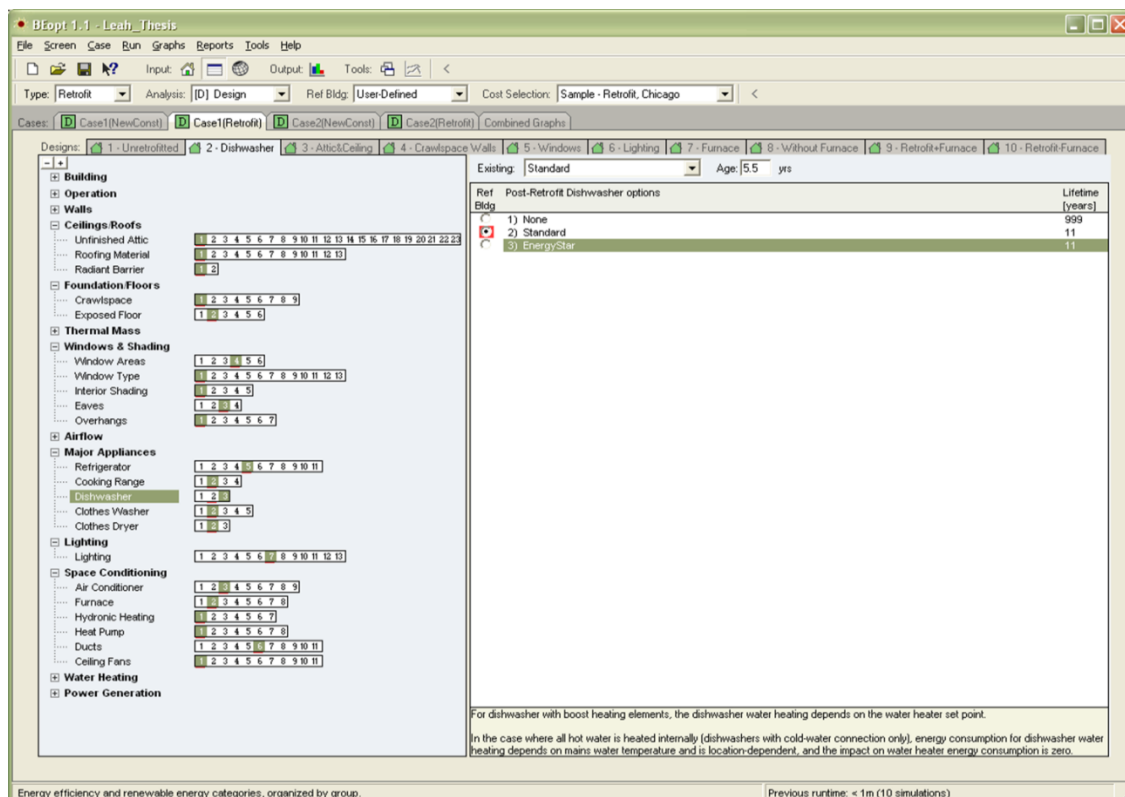 BEopt 1.1 - Leah_Thesis
File Screen Case Run Graphs Reports Tools Help
Input: Output: Tools: <
Type: Retrofit Analysis: [D] Design Ref Bldg: User-Defined Cost Selection: Sample - Retrofit, Chicago <
Cases: D Case1(NewConst) D Case1(Retrofit) D Case2(NewConst) D Case2(Retrofit) Combined Graphs
Designs: 1 - Unretrofitted 2 - Dishwasher 3 - Attic&Ceiling 4 - Crawlspace Walls 5 - Windows 6 - Lighting 7 - Furnace 8 - Without Furnace 9 - Retrofit+Furnace 10 - Retrofit-Furnace
- +
Building
Operation
Walls
Ceilings/Roofs
Unfinished Attic 1 2 3 4 5 6 7 8 9 10 11 12 13 14 15 16 17 18 19 20 21 22 23
Roofing Material 1 2 3 4 5 6 7 8 9 10 11 12 13
Radiant Barrier 1 2
Foundation/Floors
Crawlspace 1 2 3 4 5 6 7 8 9
Exposed Floor 1 2 3 4 5 6
Thermal Mass
Windows & Shading
Window Areas 1 2 3 4 5 6
Window Type 1 2 3 4 5 6 7 8 9 10 11 12 13
Interior Shading 1 2 3 4 5
Eaves 1 2 3 4
Overhangs 1 2 3 4 5 6 7
Airflow
Major Appliances
Refrigerator 1 2 3 4 5 6 7 8 9 10 11
Cooking Range 1 2 3 4
Dishwasher 1 2 3
Clothes Washer 1 2 3 4 5
Clothes Dryer 1 2 3
Lighting
Lighting 1 2 3 4 5 6 7 8 9 10 11 12 13
Space Conditioning
Air Conditioner 1 2 3 4 5 6 7 8 9
Furnace 1 2 3 4 5 6 7 8
Hydronic Heating 1 2 3 4 5 6 7
Heat Pump 1 2 3 4 5 6 7 8
Ducts 1 2 3 4 5 6 7 8 9 10 11
Ceiling Fans 1 2 3 4 5 6 7 8 9 10 11
Water Heating
Power Generation
Existing: Standard Age: 5.5 yrs
Ref Bldg Post-Retrofit Dishwasher options Lifetime [years]
1) None 999
2) Standard 11
3) EnergyStar 11
For dishwasher with boost heating elements, the dishwasher water heating depends on the water heater set point.
In the case where all hot water is heated internally (dishwashers with cold-water connection only), energy consumption for dishwasher water
heating depends on mains water temperature and is location-dependent, and the impact on water heater energy consumption is zero.
Energy efficiency and renewable energy categories, organized by group. Previous runtime: < 1m (10 simulations)